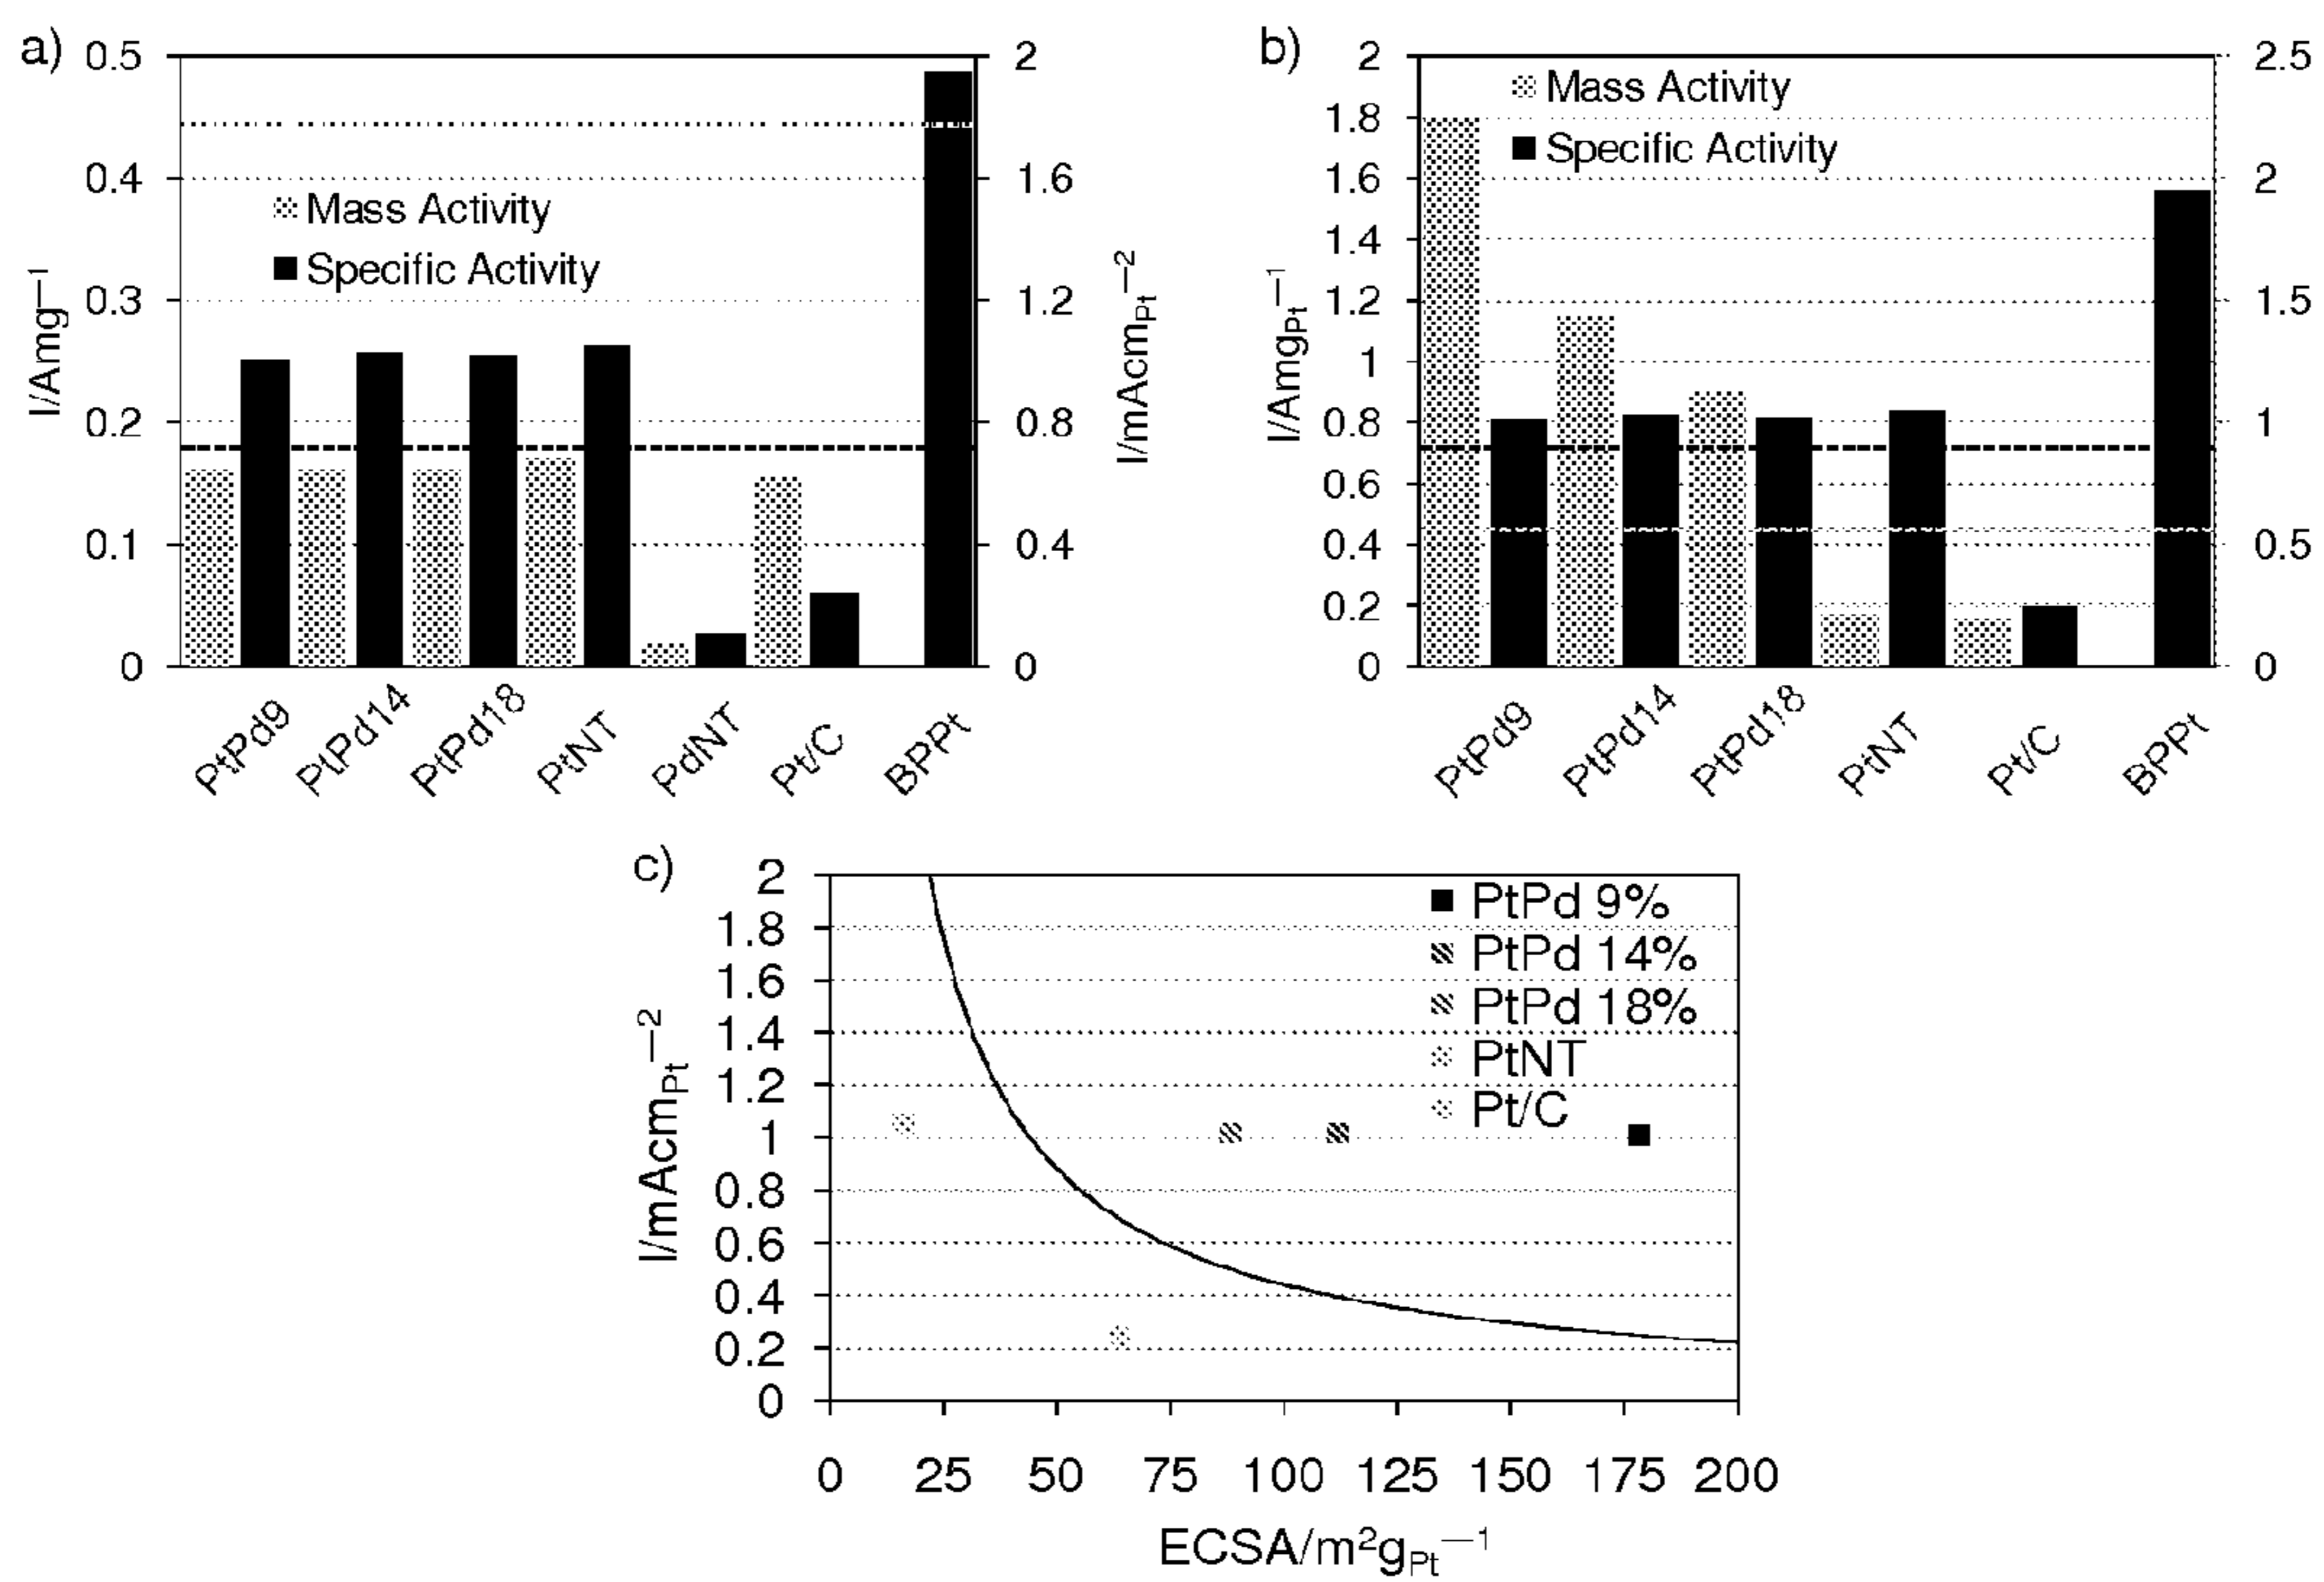 a)
0.5
0.4
0.3
0.2
0.1
0
I/Amg—1
Mass Activity
Specific Activity
2
1.6
1.2
0.8
0.4
0
I/mAcmPt—2
PtPd9
PtPd14
PtPd18
PtNT
PdNT
Pt/C
BPPt
b)
2
1.8
1.6
1.4
1.2
1
0.8
0.6
0.4
0.2
0
I/AmgPt—1
Mass Activity
Specific Activity
2.5
2
1.5
1
0.5
0
PtPd9
PtPd14
PtPd18
PtNT
Pt/C
BPPt
c)
2
1.8
1.6
1.4
1.2
1
0.8
0.6
0.4
0.2
0
I/mAcmPt—2
PtPd 9%
PtPd 14%
PtPd 18%
PtNT
Pt/C
0 25 50 75 100 125 150 175 200
ECSA/m²gPt—1